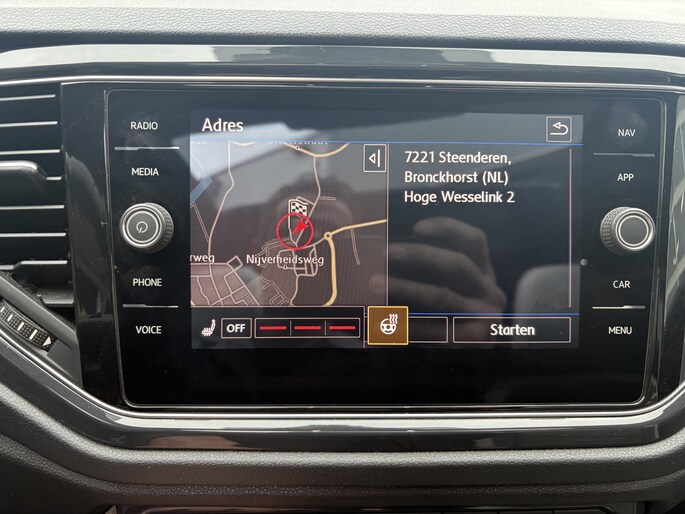 RADIO
MEDIA
PHONE
VOICE
Adres
7221 Steenderen,
Bronckhorst (NL)
Hoge Wesselink 2
rweg
Nijverheidsweg
OFF
Starten
NAV
APP
CAR
MENU